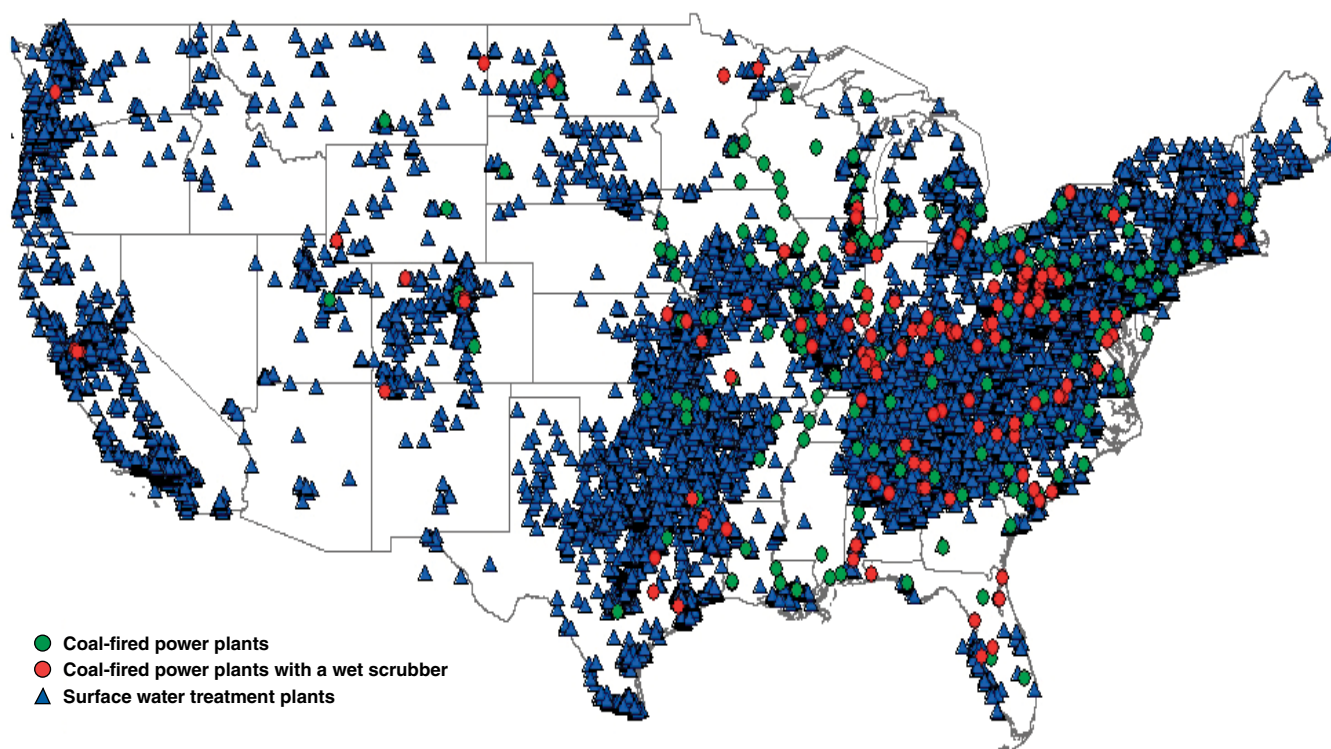 Coal-fired power plants
Coal-fired power plants with a wet scrubber
Surface water treatment plants